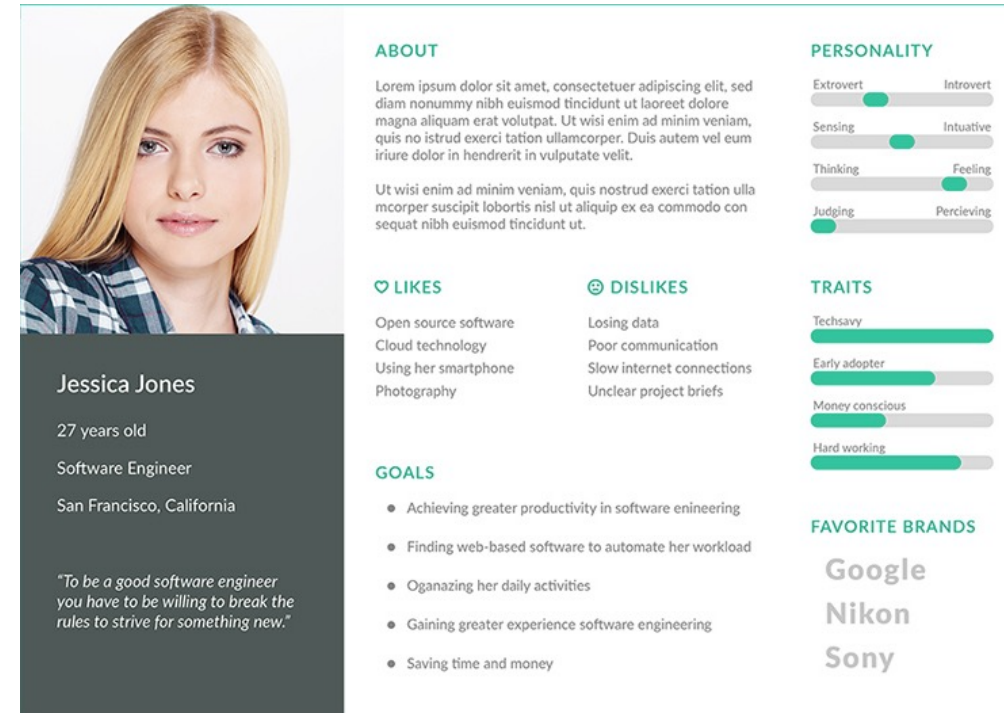 Jessica Jones
27 years old
Software Engineer
San Francisco, California
“To be a good software engineer
you have to be willing to break the
rules to strive for something new.”
ABOUT
Lorem ipsum dolor sit amet, consectetuer adipiscing elit, sed
diam nonummy nibh euismod tincidunt ut laoreet dolore
magna aliquam erat volutpat. Ut wisi enim ad minim veniam,
quis no istrud exerci tation ullamcorper. Duis autem vel eum
iriure dolor in hendrerit in vulputate velit.
Ut wisi enim ad minim veniam, quis nostrud exerci tation ulla
mcorper suscipit lobortis nisl ut aliquip ex ea commodo con
sequat nibh euismod tincidunt ut.
LIKES
Open source software
Cloud technology
Using her smartphone
Photography
DISLIKES
Losing data
Poor communication
Slow internet connections
Unclear project briefs
GOALS
Achieving greater productivity in software enineering
Finding web-based software to automate her workload
Oganazing her daily activities
Gaining greater experience software engineering
Saving time and money
PERSONALITY
Extrovert Introvert
Sensing Intuative
Thinking Feeling
Judging Percieving
TRAITS
Techsavy
Early adopter
Money conscious
Hard working
FAVORITE BRANDS
Google
Nikon
Sony